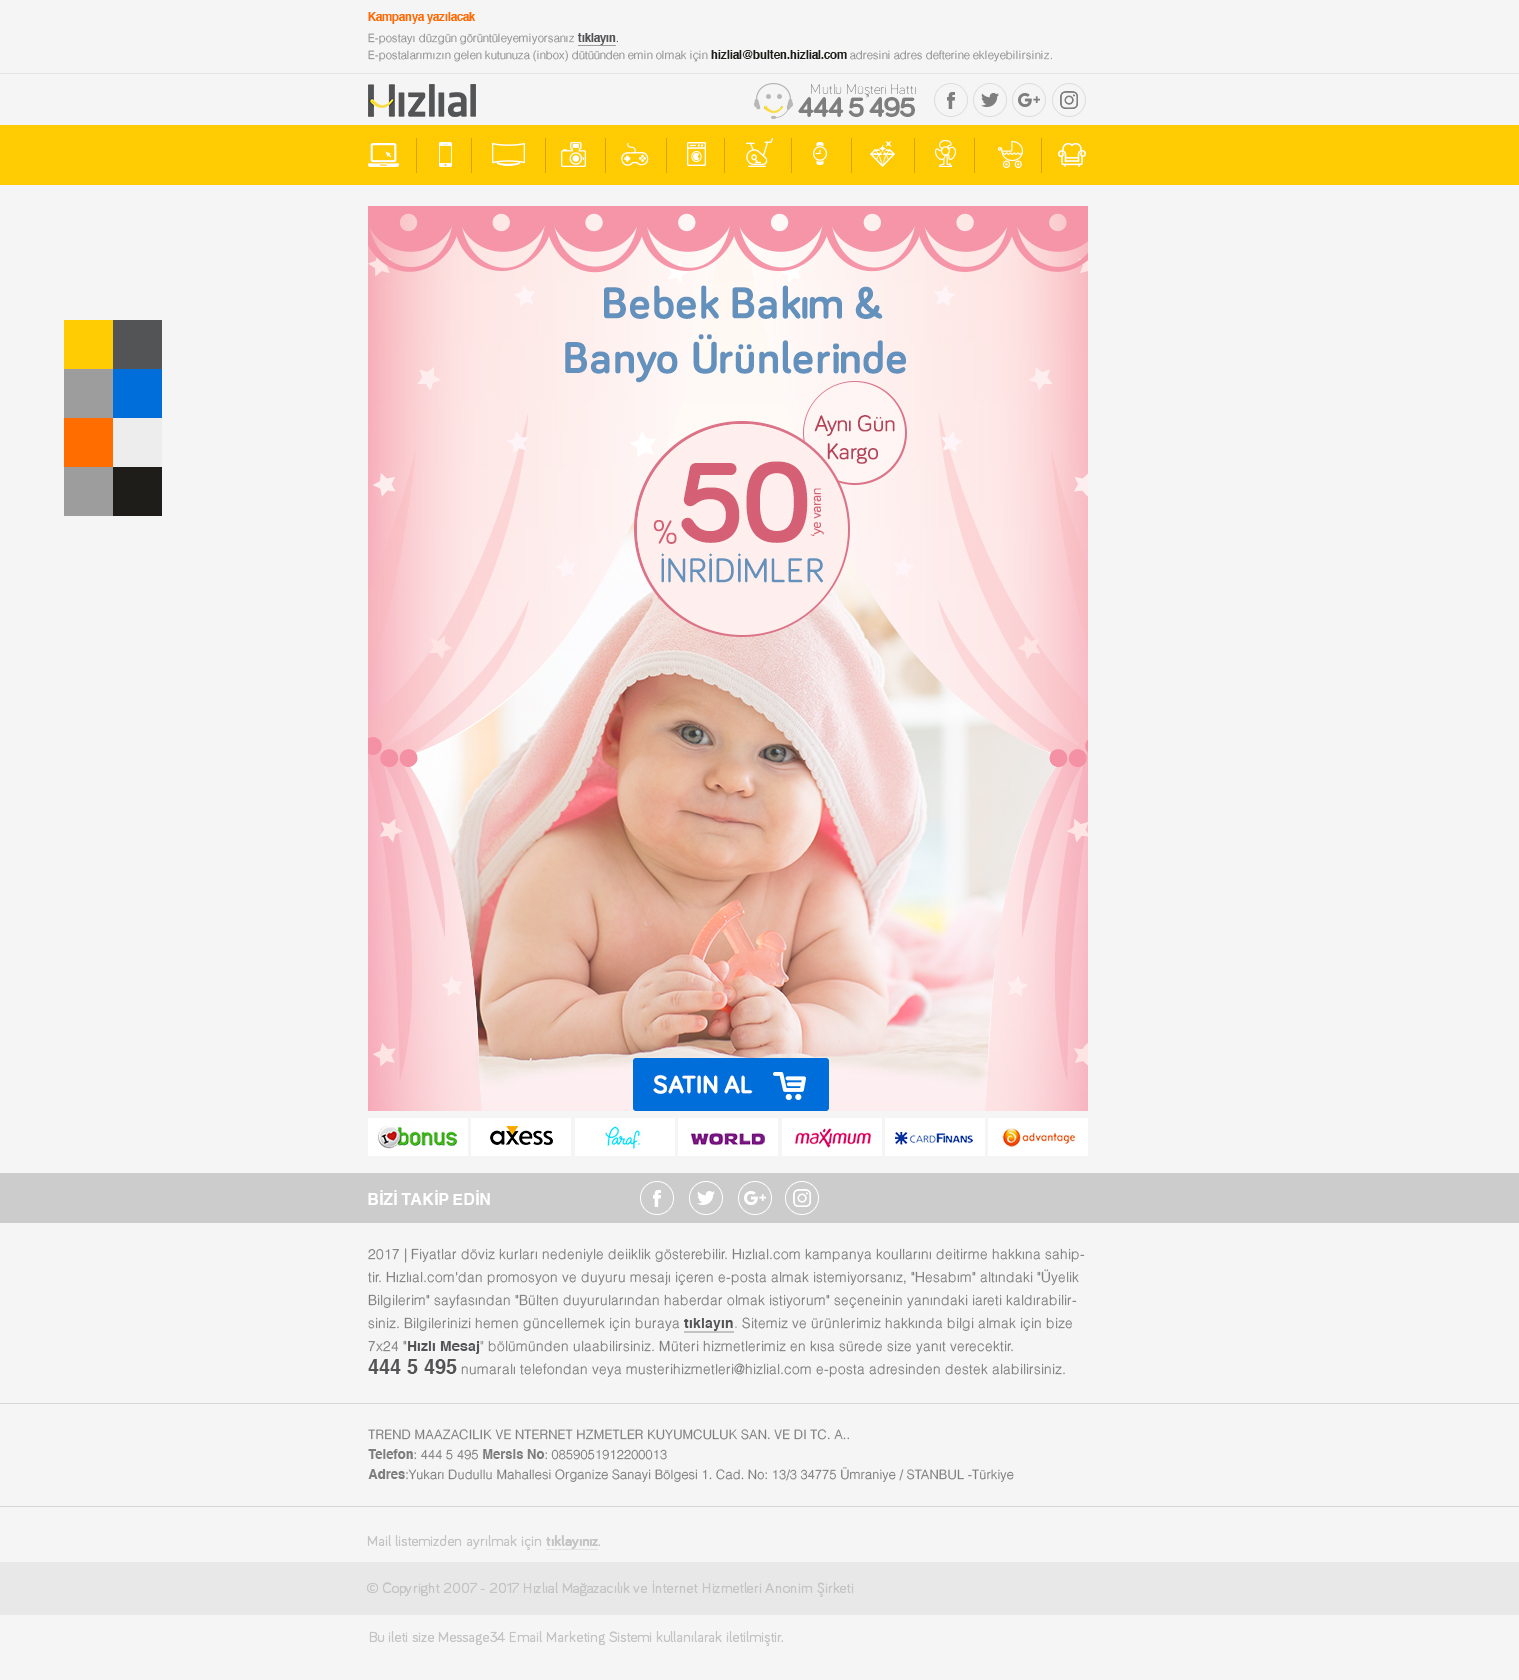 Kampanya yazılacak
E-postayı düzgün görüntüleyemiyorsanız tıklayın.
E-postalarımızın gelen kutunuza (inbox) dütüünden emin olmak için hizlial@bulten.hizlial.com adresini adres defterine ekleyebilirsiniz.
Hızlıal
Mutlu Müşteri Hattı
444 5 495
Bebek Bakım &
Banyo Ürünlerinde
Aynı Gün
Kargo
%50 'ye varan
İNRİDİMLER
SATIN AL
bonus axess Paraf WORLD maximum CARDFINANS advantage
BİZİ TAKİP EDİN
2017 | Fiyatlar döviz kurları nedeniyle deiiklik gösterebilir. Hızlıal.com kampanya koullarını deitirme hakkına sahip-
tir. Hızlıal.com'dan promosyon ve duyuru mesajı içeren e-posta almak istemiyorsanız, "Hesabım" altındaki "Üyelik
Bilgilerim" sayfasından "Bülten duyurularından haberdar olmak istiyorum" seçeneinin yanındaki iareti kaldırabilir-
siniz. Bilgilerinizi hemen güncellemek için buraya tıklayın. Sitemiz ve ürünlerimiz hakkında bilgi almak için bize
7x24 "Hızlı Mesaj" bölümünden ulaabilirsiniz. Müteri hizmetlerimiz en kısa sürede size yanıt verecektir.
444 5 495 numaralı telefondan veya musterihizmetleri@hizlial.com e-posta adresinden destek alabilirsiniz.
TREND MAAZACILIK VE NTERNET HZMETLER KUYUMCULUK SAN. VE DI TC. A..
Telefon: 444 5 495 Mersis No: 0859051912200013
Adres:Yukarı Dudullu Mahallesi Organize Sanayi Bölgesi 1. Cad. No: 13/3 34775 Ümraniye / STANBUL -Türkiye
Mail listemizden ayrılmak için tıklayınız.
© Copyright 2007 - 2017 Hızlıal Mağazacılık ve İnternet Hizmetleri Anonim Şirketi
Bu ileti size Message34 Email Marketing Sistemi kullanılarak iletilmiştir.